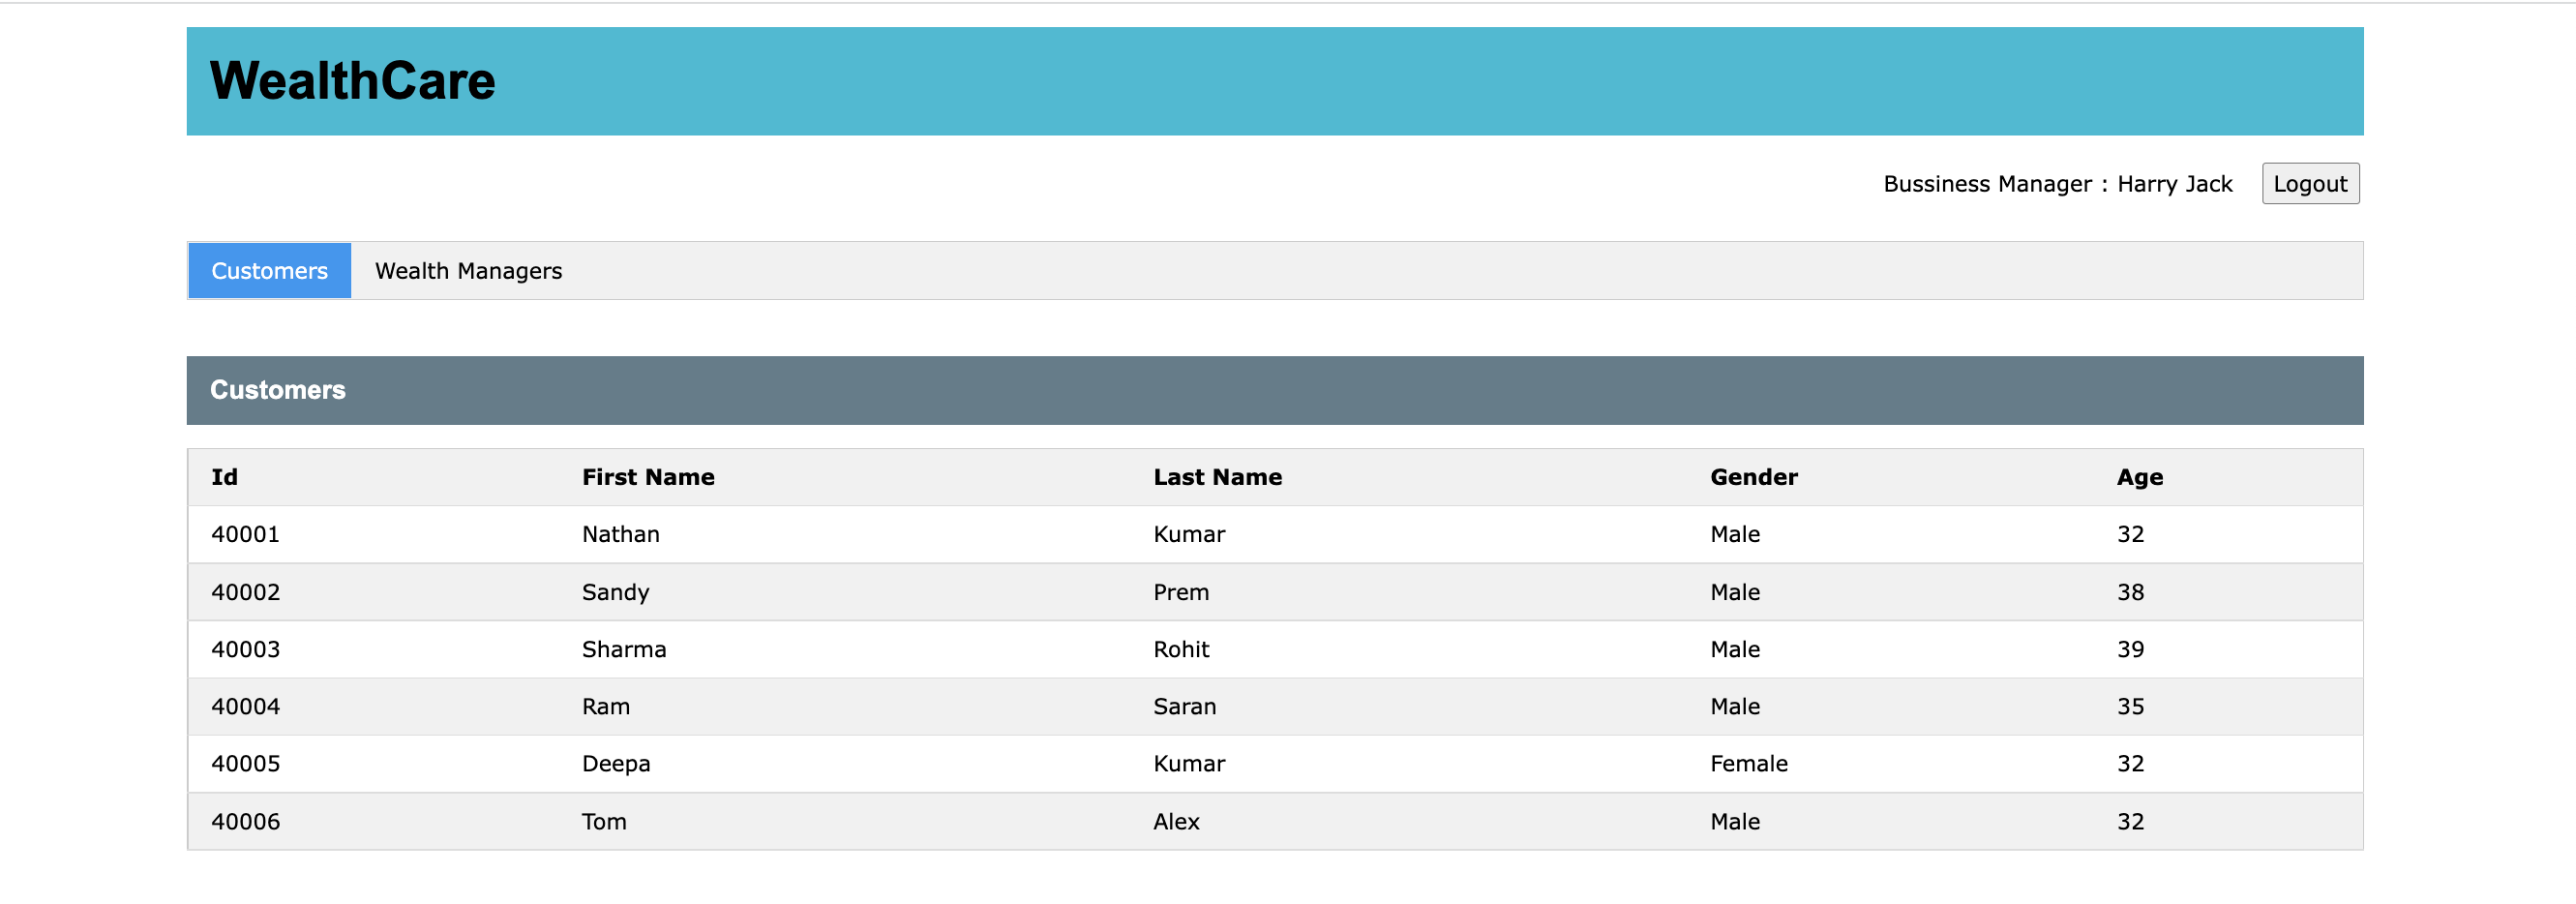 WealthCare
Bussiness Manager : Harry Jack Logout
Customers Wealth Managers
Customers
Id First Name Last Name Gender Age
40001 Nathan Kumar Male 32
40002 Sandy Prem Male 38
40003 Sharma Rohit Male 39
40004 Ram Saran Male 35
40005 Deepa Kumar Female 32
40006 Tom Alex Male 32